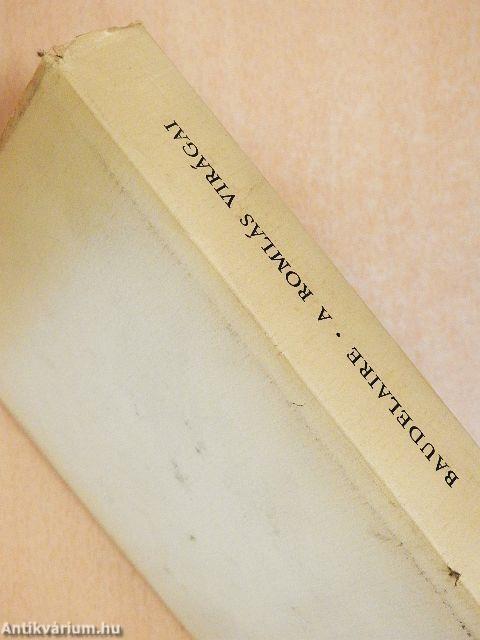 BAUDELAIRE · A ROMLÁS VIRÁGAI
Antikvárium.hu